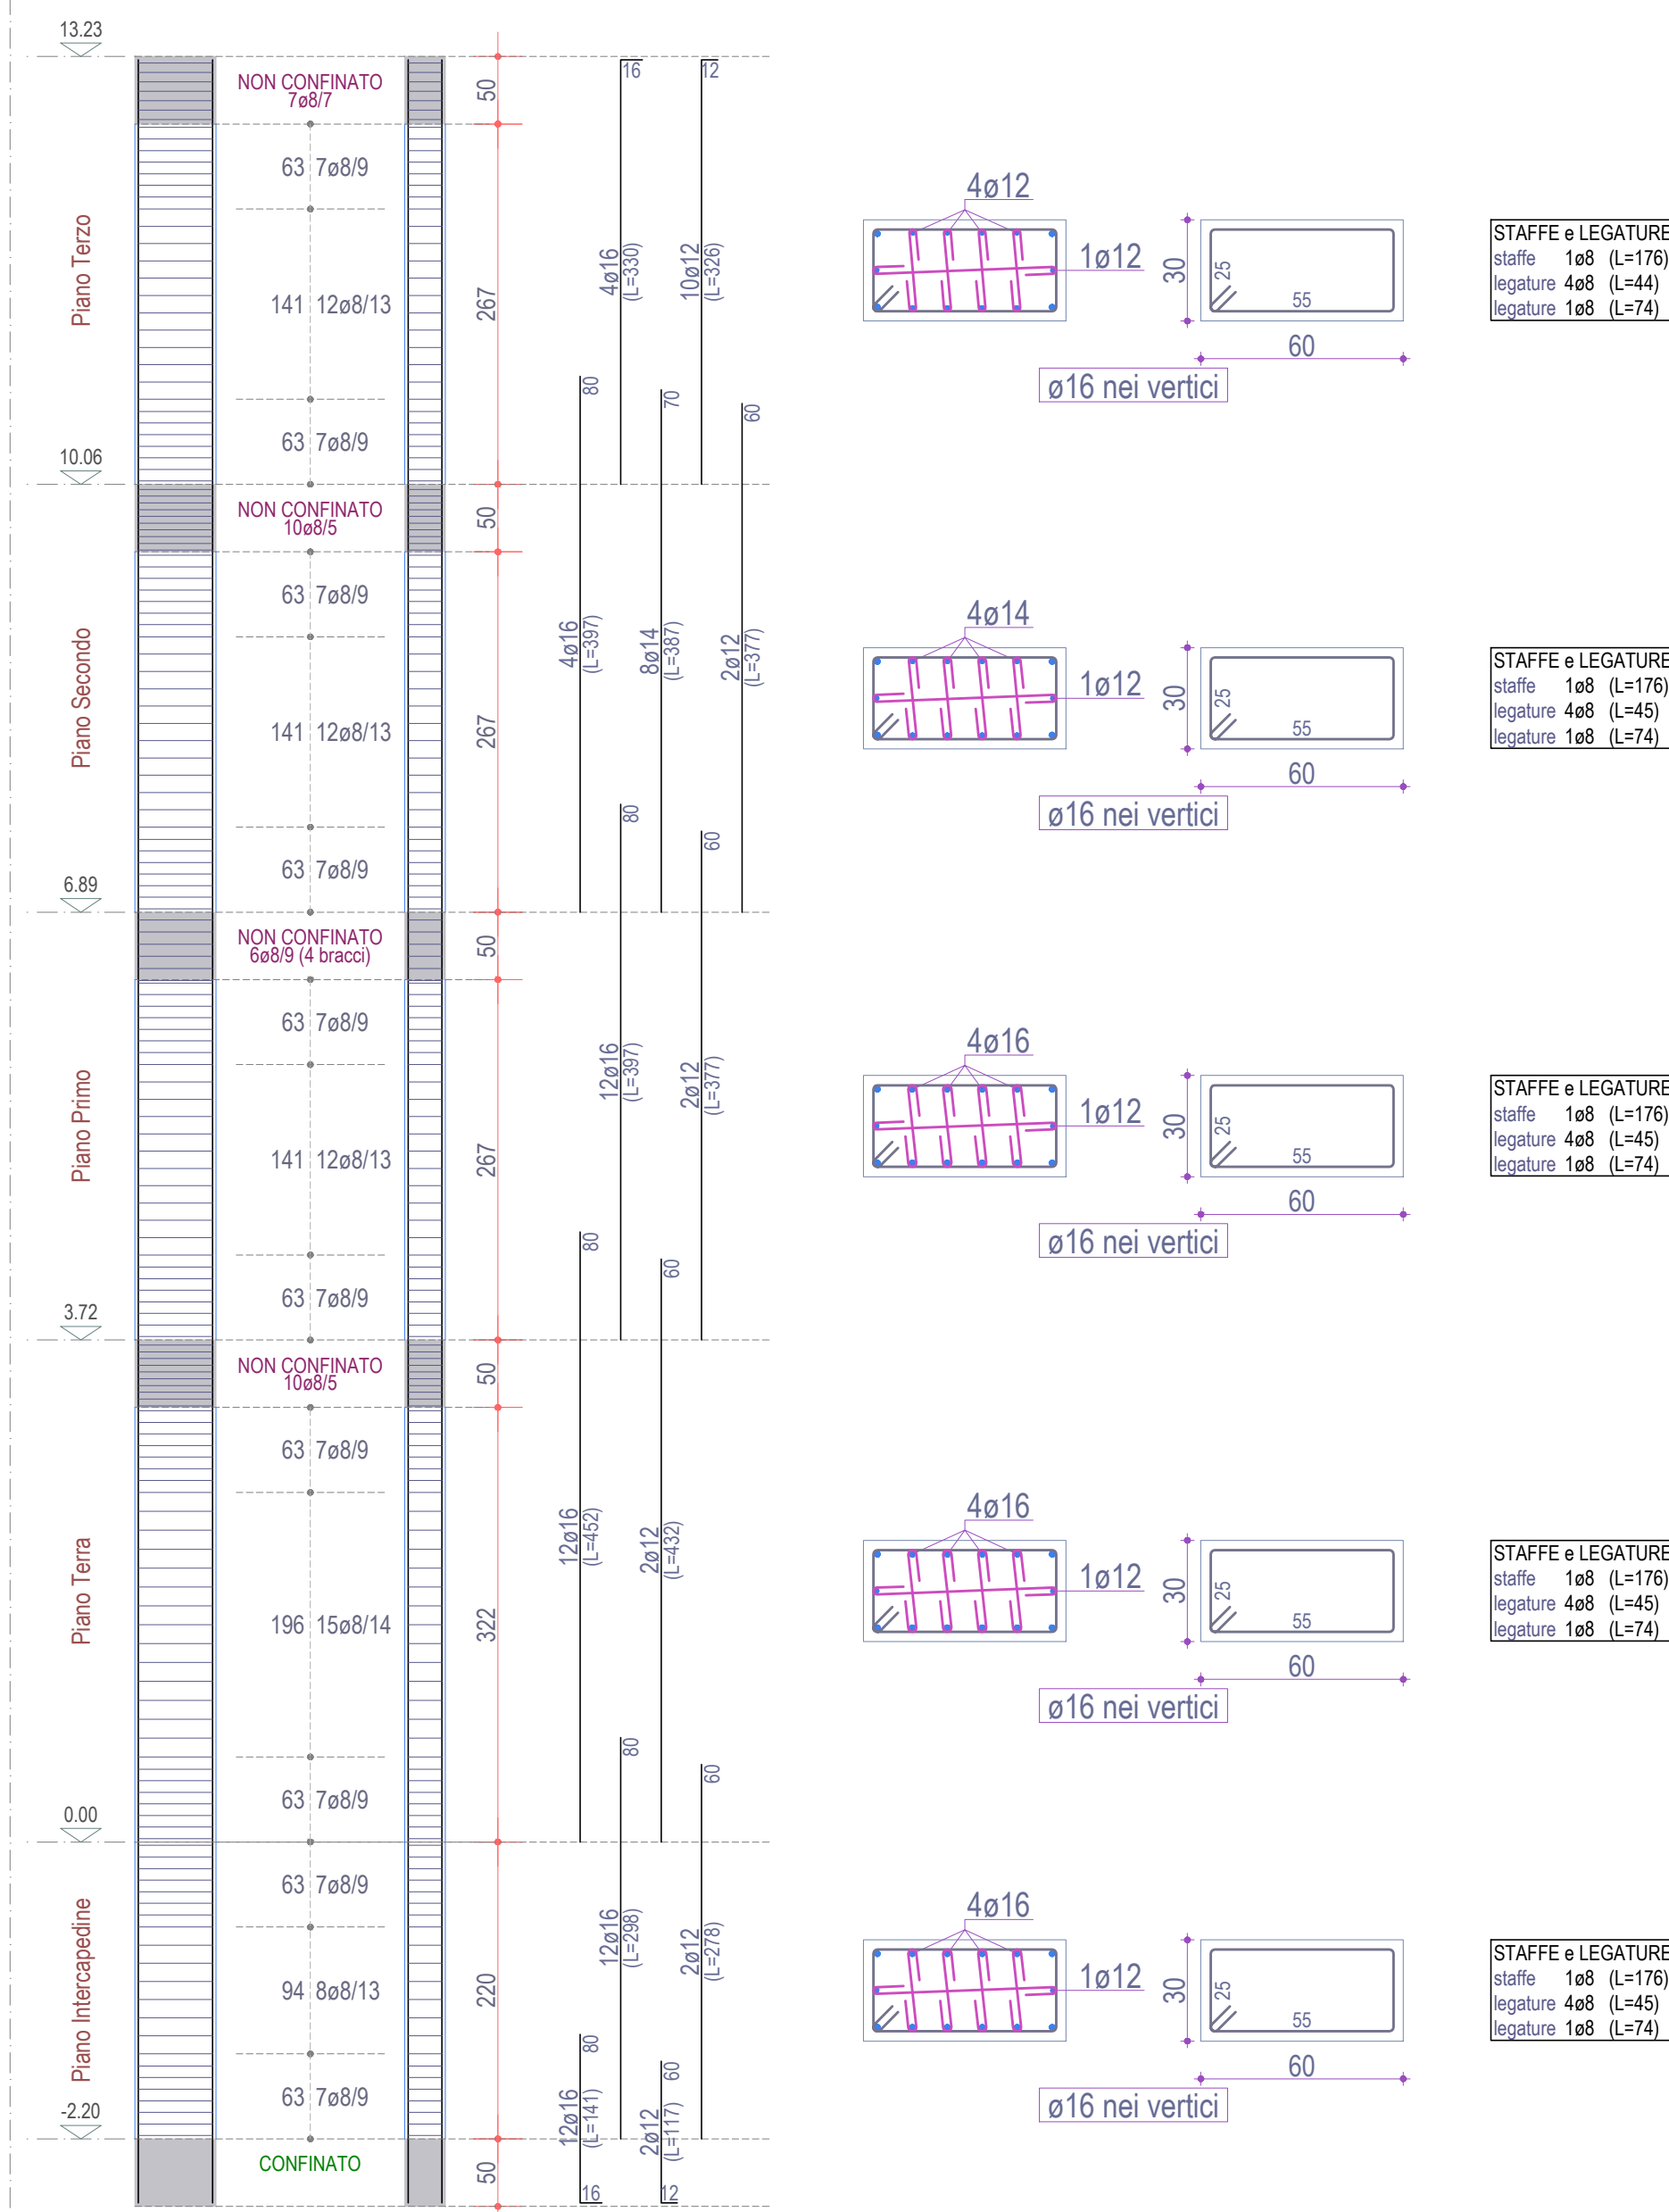 13.23
NON CONFINATO
7ø8/7
50
16
12
63 7ø8/9
Piano Terzo
141 12ø8/13
267
4ø16
(L=330)
10ø12
(L=326)
63 7ø8/9
80
70
60
4ø12
1ø12
30
25
55
60
ø16 nei vertici
STAFFE e LEGATURE
staffe 1ø8 (L=176)
legature 4ø8 (L=44)
legature 1ø8 (L=74)
10.06
NON CONFINATO
10ø8/5
50
63 7ø8/9
Piano Secondo
141 12ø8/13
267
4ø16
(L=397)
8ø14
(L=387)
2ø12
(L=377)
63 7ø8/9
80
60
4ø14
1ø12
30
25
55
60
ø16 nei vertici
STAFFE e LEGATURE
staffe 1ø8 (L=176)
legature 4ø8 (L=45)
legature 1ø8 (L=74)
6.89
NON CONFINATO
6ø8/9 (4 bracci)
50
63 7ø8/9
Piano Primo
141 12ø8/13
267
12ø16
(L=397)
2ø12
(L=377)
63 7ø8/9
80
60
4ø16
1ø12
30
25
55
60
ø16 nei vertici
STAFFE e LEGATURE
staffe 1ø8 (L=176)
legature 4ø8 (L=45)
legature 1ø8 (L=74)
3.72
NON CONFINATO
10ø8/5
50
63 7ø8/9
Piano Terra
196 15ø8/14
322
12ø16
(L=452)
2ø12
(L=432)
63 7ø8/9
80
60
4ø16
1ø12
30
25
55
60
ø16 nei vertici
STAFFE e LEGATURE
staffe 1ø8 (L=176)
legature 4ø8 (L=45)
legature 1ø8 (L=74)
0.00
63 7ø8/9
Piano Intercapedine
94 8ø8/13
220
12ø16
(L=298)
2ø12
(L=278)
63 7ø8/9
80
60
12ø16
(L=141)
2ø12
(L=117)
4ø16
1ø12
30
25
55
60
ø16 nei vertici
STAFFE e LEGATURE
staffe 1ø8 (L=176)
legature 4ø8 (L=45)
legature 1ø8 (L=74)
-2.20
CONFINATO
50
16
12